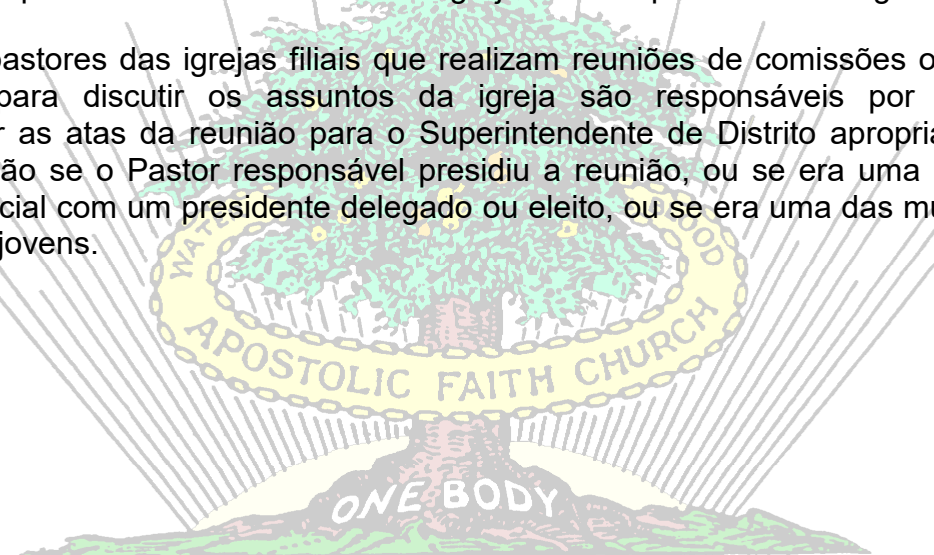 pastores das igrejas filiais que realizam reuniões de comissões o
para discutir os assuntos da igreja são responsáveis por
r as atas da reunião para o Superintendente de Distrito apropria
ão se o Pastor responsável presidiu a reunião, ou se era uma
cial com um presidente delegado ou eleito, ou se era uma das mu
jovens.
WATE OOD
APOSTOLIC FAITH CHURCH
ONE BODY